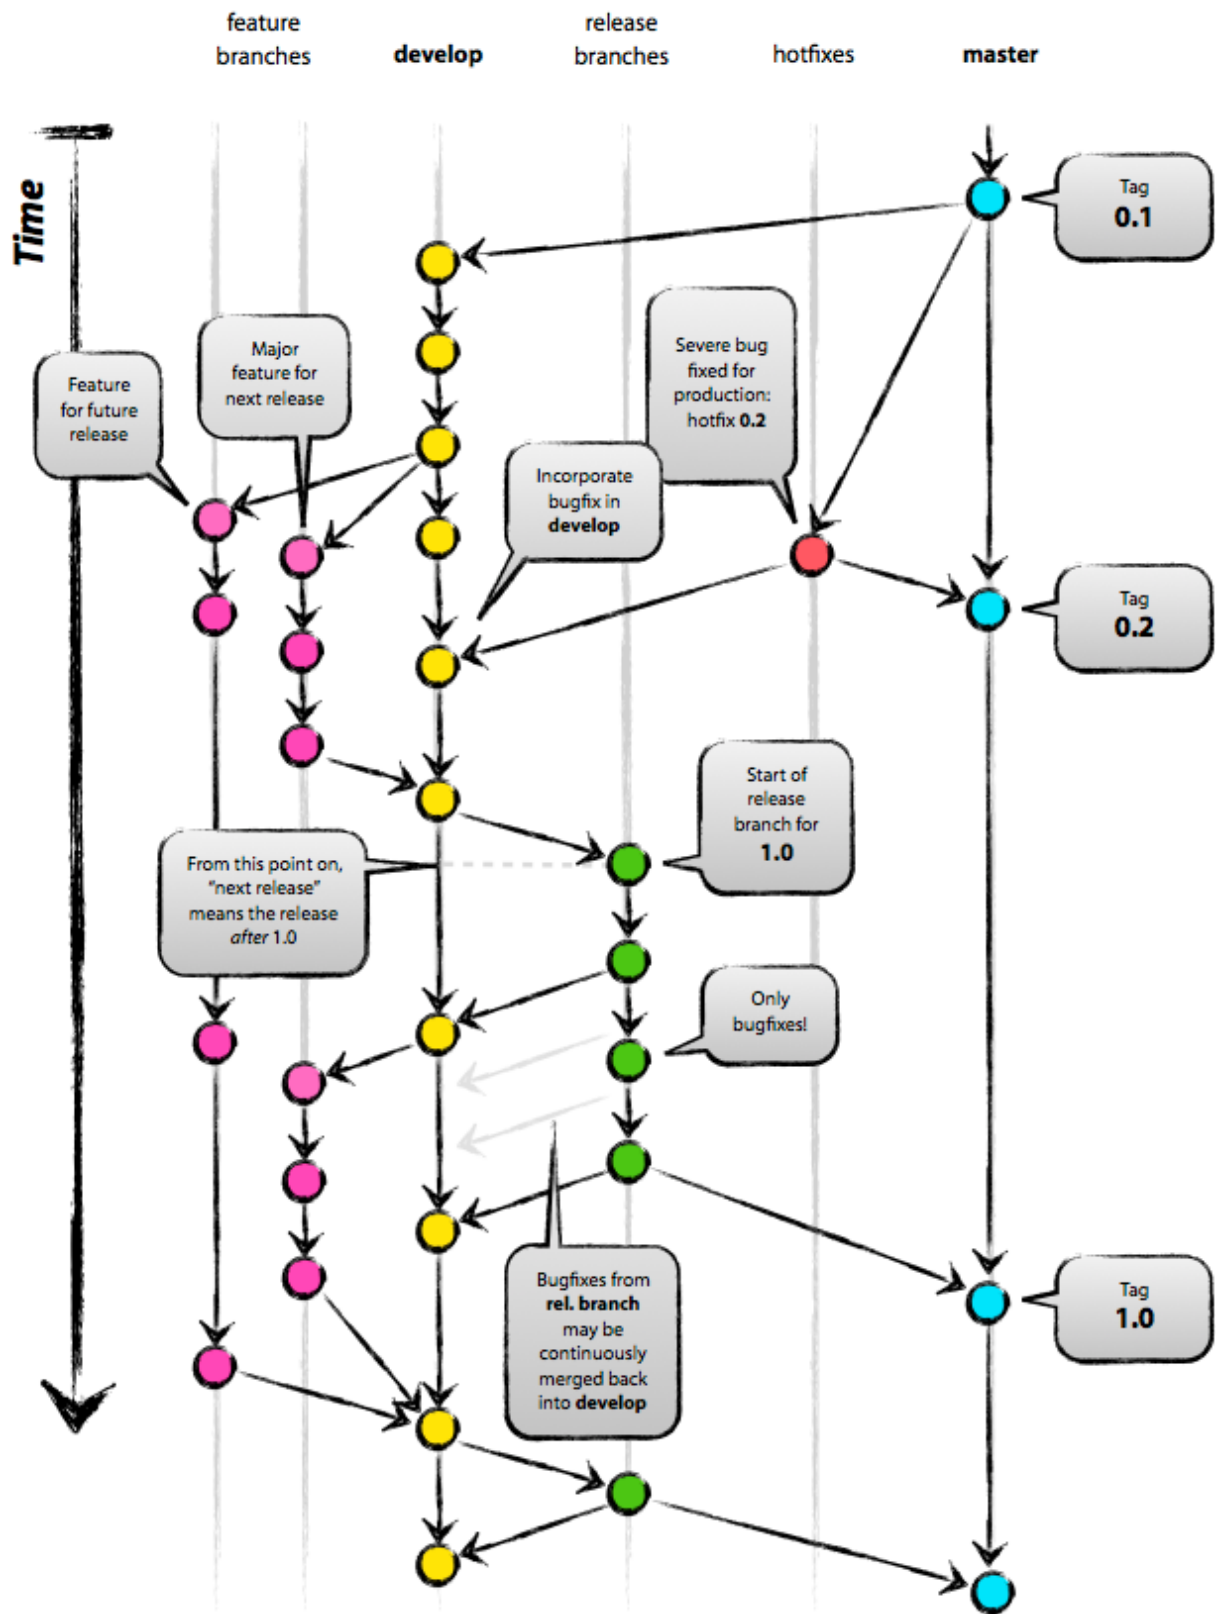 feature
branches
develop
release
branches
hotfixes
master
Time
Tag
0.1
Severe bug
fixed for
production:
hotfix 0.2
Major
feature for
next release
Feature
for future
release
Incorporate
bugfix in
develop
Tag
0.2
Start of
release
branch for
1.0
From this point on,
“next release”
means the release
after 1.0
Only
bugfixes!
Tag
1.0
Bugfixes from
rel. branch
may be
continuously
merged back
into develop